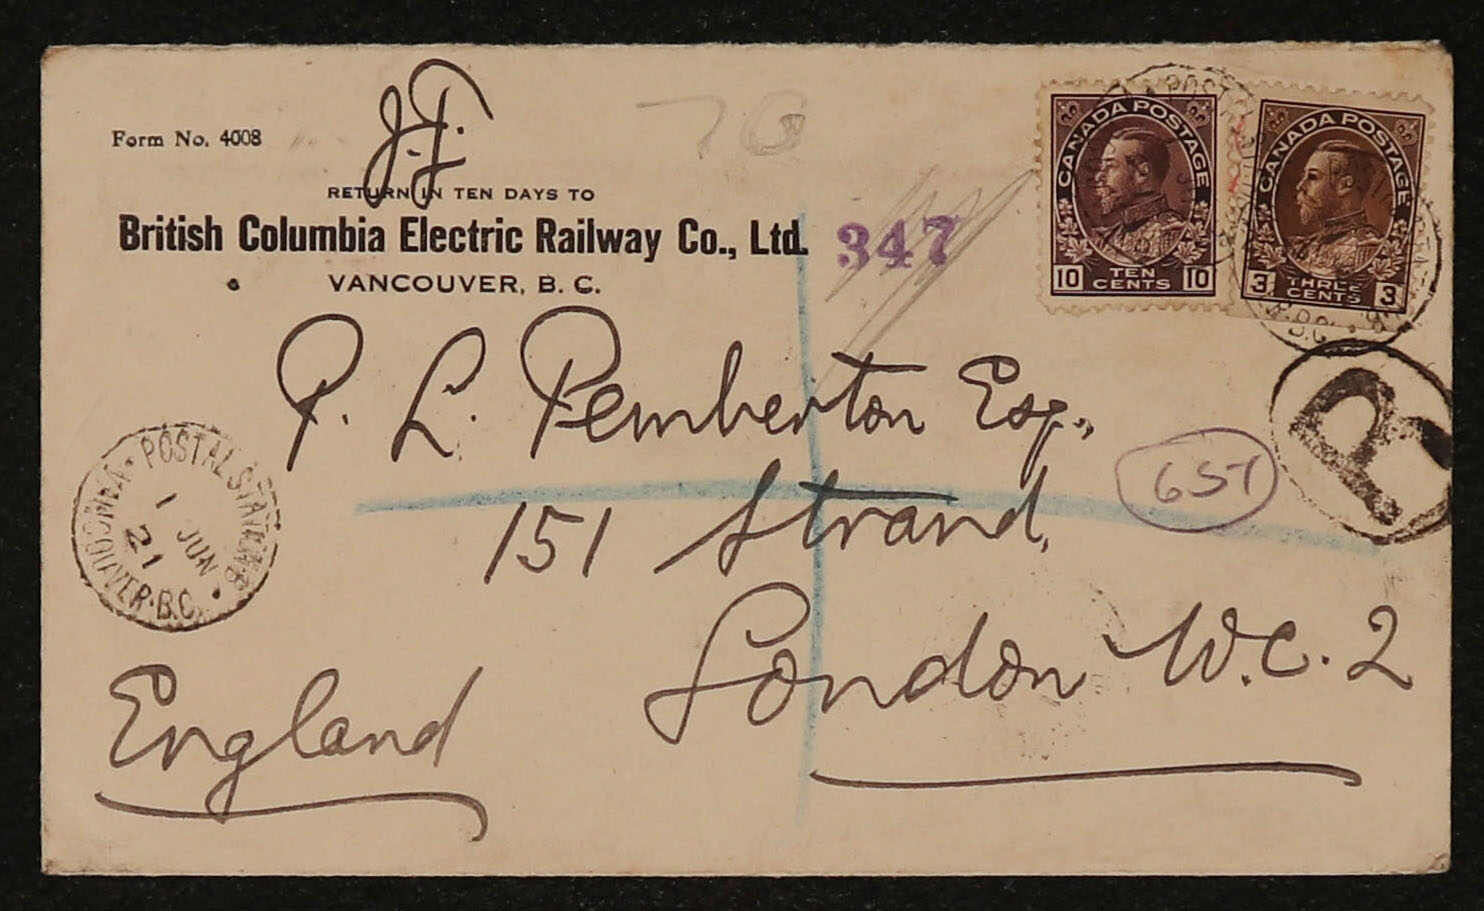 Form No. 4008
J.F.
RETURN IN TEN DAYS TO
British Columbia Electric Railway Co., Ltd.
VANCOUVER, B. C.
347
CANADA POSTAGE
10 TEN CENTS 10
CANADA POSTAGE
3 THREE CENTS 3
R
P. L. Pemberton Esq.,
651
151 Strand,
London W.C. 2
England
POSTAL STATION B
1 JUN 21
VANCOUVER. B.C.